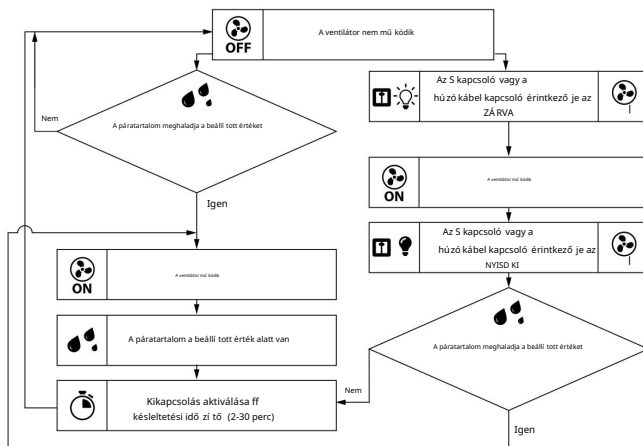 OFF
A ventilátor nem mű ködik
Nem
A páratartalom meghaladja a beállí tott értéket
Igen
Az S kapcsoló vagy a
húzó kábel kapcsoló érintkező je az
ZÁRVA
ON
A ventilátor mű ködik
Az S kapcsoló vagy a
húzó kábel kapcsoló érintkező je az
NYISD KI
ON
A ventilátor mű ködik
A páratartalom a beállí tott érték alatt van
A páratartalom meghaladja a beállí tott értéket
Nem
Kikapcsolás aktiválása ff
késleltetési idő zí tő (2-30 perc)
Igen